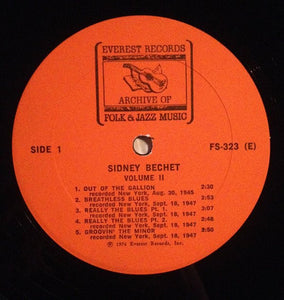 EVEREST RECORDS
ARCHIVE OF
FOLK & JAZZ MUSIC
SIDE 1
FS-323 (E)
SIDNEY BECHET
VOLUME II
1. OUT OF THE GALLION 2:30
recorded New York, Aug. 20, 1945
2. BREATHLESS BLUES 2:53
recorded New York, Sept. 18, 1947
3. REALLY THE BLUES Pt. 1. 3:07
recorded New York, Sept. 18, 1947
4. REALLY THE BLUES Pt. 2. 2:48
recorded New York, Sept. 18, 1947
5. GROOVIN' THE MINOR 5:50
recorded New York, Sept. 18, 1947
© 1976 Everest Records, Inc.